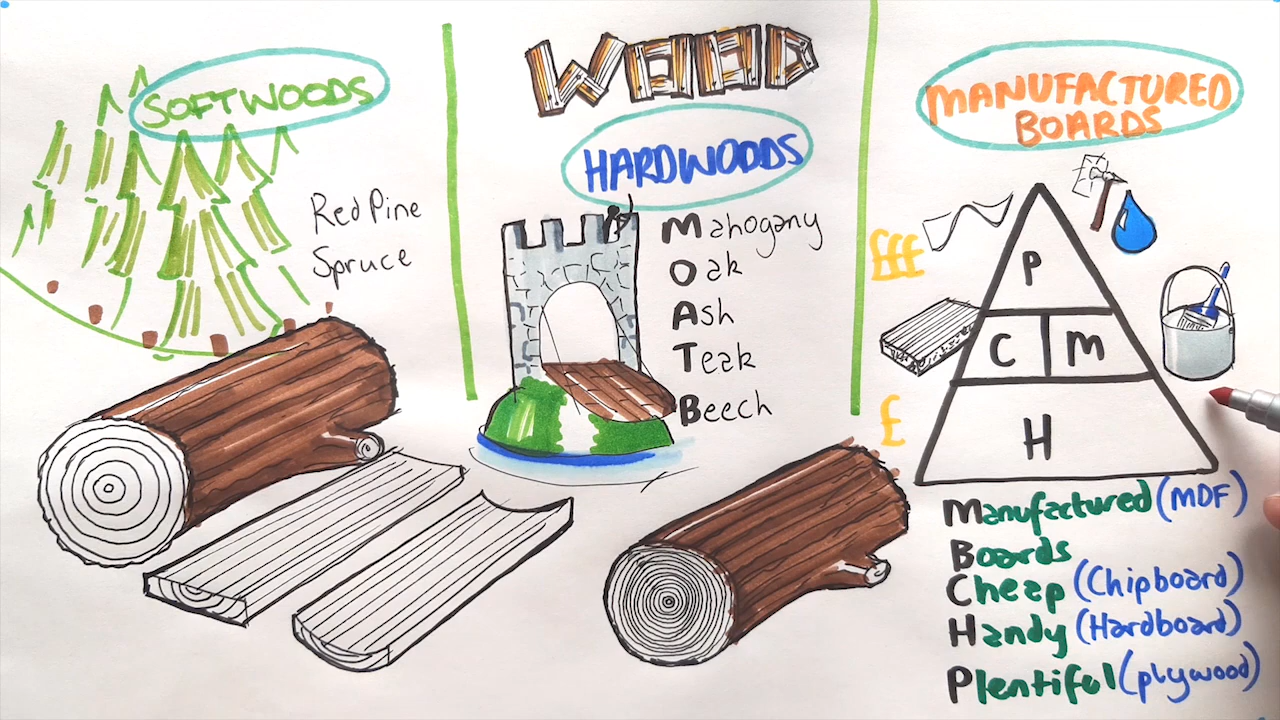 WOOD
SOFTWOODS
Red Pine
Spruce
HARDWOODS
Mahogany
Oak
Ash
Teak
Beech
MANUFACTURED
BOARDS
£££
P
C M
£
H
Manufactured (MDF)
Boards
Cheap (Chipboard)
Handy (Hardboard)
Plentiful (plywood)